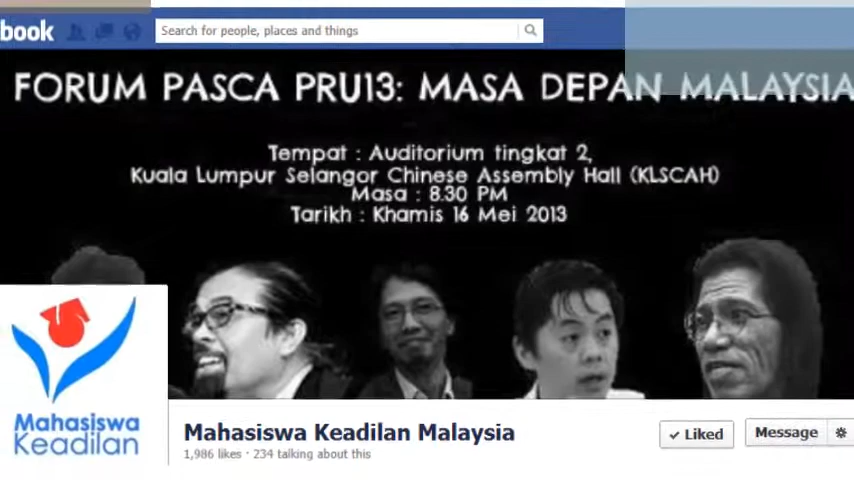 book
Search for people, places and things
FORUM PASCA PRU13: MASA DEPAN MALAYSIA
Tempat : Auditorium tingkat 2,
Kuala Lumpur Selangor Chinese Assembly Hall (KLSCAH)
Masa : 8.30 PM
Tarikh : Khamis 16 Mei 2013
Mahasiswa
Keadilan
Mahasiswa Keadilan Malaysia
✓ Liked
Message
1,986 likes · 234 talking about this